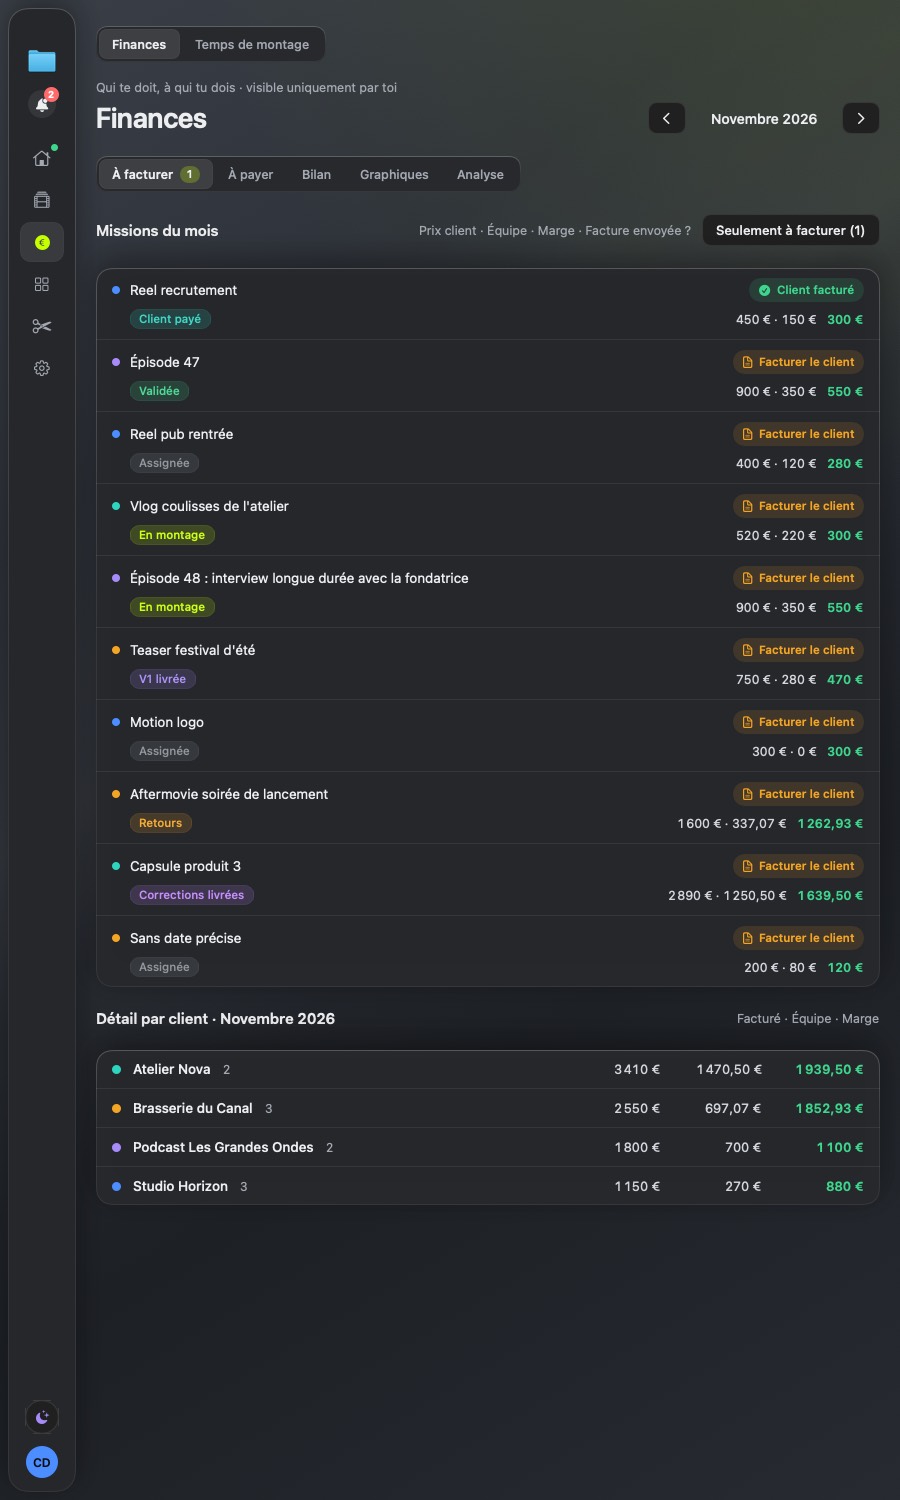 Finances
Temps de montage
2
Qui te doit, à qui tu dois · visible uniquement par toi
Finances
Novembre 2026
À facturer 1
À payer
Bilan
Graphiques
Analyse
Missions du mois
Prix client · Équipe · Marge · Facture envoyée ?
Seulement à facturer (1)
Reel recrutement
Client facturé
Client payé
450 € · 150 € 300 €
Épisode 47
Facturer le client
Validée
900 € · 350 € 550 €
Reel pub rentrée
Facturer le client
Assignée
400 € · 120 € 280 €
Vlog coulisses de l'atelier
Facturer le client
En montage
520 € · 220 € 300 €
Épisode 48 : interview longue durée avec la fondatrice
Facturer le client
En montage
900 € · 350 € 550 €
Teaser festival d'été
Facturer le client
V1 livrée
750 € · 280 € 470 €
Motion logo
Facturer le client
Assignée
300 € · 0 € 300 €
Aftermovie soirée de lancement
Facturer le client
Retours
1 600 € · 337,07 € 1 262,93 €
Capsule produit 3
Facturer le client
Corrections livrées
2 890 € · 1 250,50 € 1 639,50 €
Sans date précise
Facturer le client
Assignée
200 € · 80 € 120 €
Détail par client · Novembre 2026
Facturé · Équipe · Marge
Atelier Nova 2 3 410 € 1 470,50 € 1 939,50 €
Brasserie du Canal 3 2 550 € 697,07 € 1 852,93 €
Podcast Les Grandes Ondes 2 1 800 € 700 € 1 100 €
Studio Horizon 3 1 150 € 270 € 880 €
CD